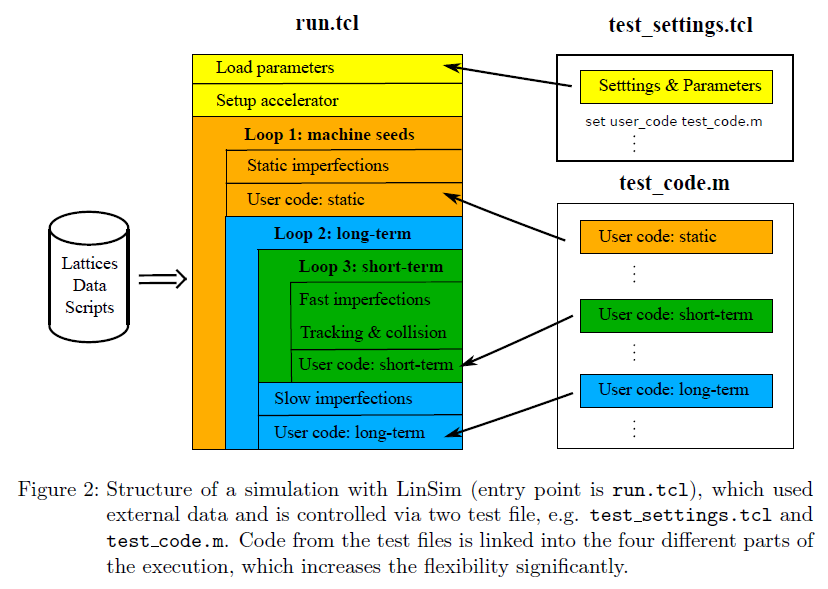 run.tcl
Load parameters
Setup accelerator
Loop 1: machine seeds
Static imperfections
User code: static
Loop 2: long-term
Loop 3: short-term
Fast imperfections
Tracking & collision
User code: short-term
Slow imperfections
User code: long-term
Lattices
Data
Scripts
test_settings.tcl
Setttings & Parameters
set user_code test_code.m
test_code.m
User code: static
User code: short-term
User code: long-term
Figure 2: Structure of a simulation with LinSim (entry point is run.tcl), which used
external data and is controlled via two test file, e.g. test_settings.tcl and
test_code.m. Code from the test files is linked into the four different parts of
the execution, which increases the flexibility significantly.